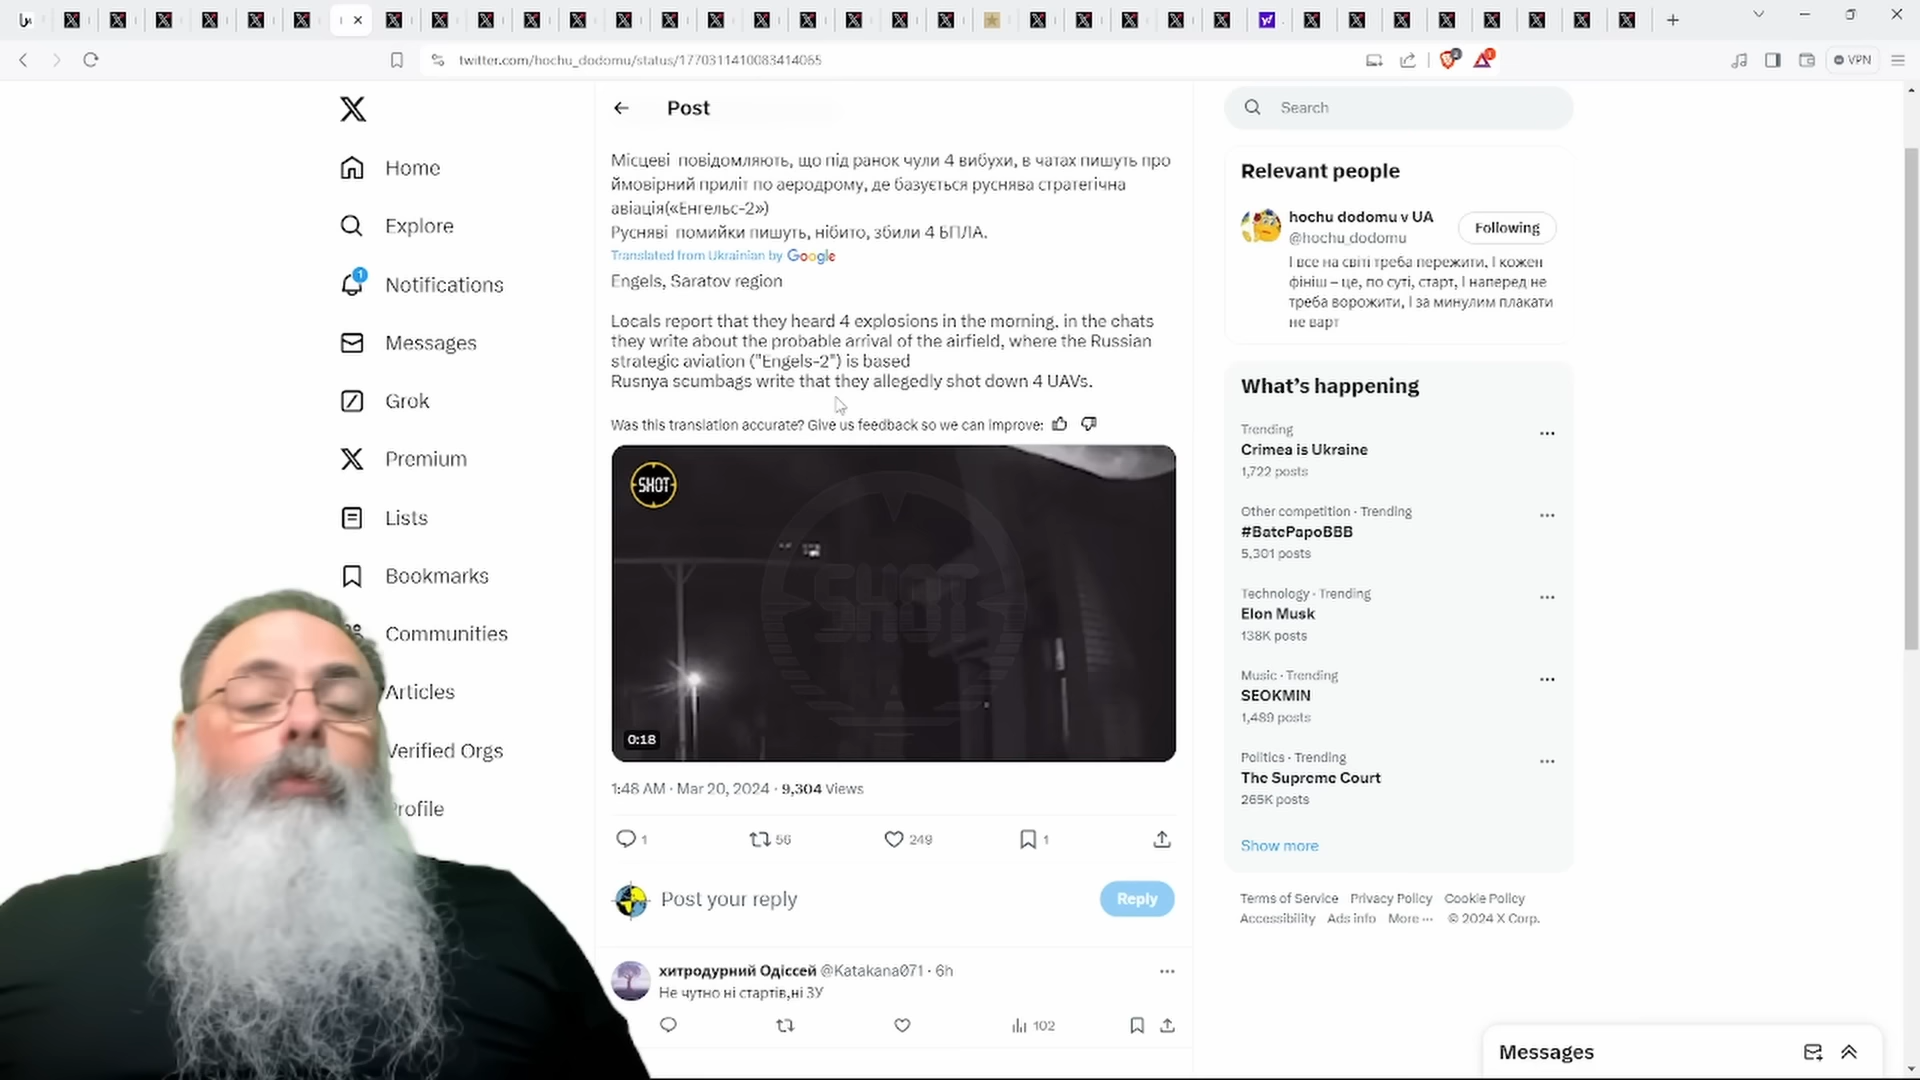 twitter.com/hochu_dodomu/status/1770311410083414065
VPN
Home
Explore
1
Notifications
Messages
Grok
Premium
Lists
Bookmarks
Communities
Articles
Verified Orgs
Profile
Post
Місцеві повідомляють, що під ранок чули 4 вибухи, в чатах пишуть про
ймовірний приліт по аеродрому, де базується руснява стратегічна
авіація(«Енгельс-2»)
Русняві помийки пишуть, нібито, збили 4 БПЛА.
Translated from Ukrainian by Google
Engels, Saratov region
Locals report that they heard 4 explosions in the morning. in the chats
they write about the probable arrival of the airfield, where the Russian
strategic aviation ("Engels-2") is based
Rusnya scumbags write that they allegedly shot down 4 UAVs.
Was this translation accurate? Give us feedback so we can improve:
SHOT
SHOT
0:18
1:48 AM · Mar 20, 2024 · 9,304 Views
1 56 249 1
Post your reply
Reply
хитродурний Одіссей @Katakana071 · 6h
Не чутно ні стартів,ні ЗУ
102
Search
Relevant people
hochu dodomu v UA
@hochu_dodomu
Following
І все на світі треба пережити, І кожен
фініш – це, по суті, старт, І наперед не
треба ворожити, І за минулим плакати
не варт
What's happening
Trending
Crimea is Ukraine
1,722 posts
Other competition · Trending
#BatePapoBBB
5,301 posts
Technology · Trending
Elon Musk
138K posts
Music · Trending
SEOKMIN
1,489 posts
Politics · Trending
The Supreme Court
265K posts
Show more
Terms of Service Privacy Policy Cookie Policy
Accessibility Ads info More ··· © 2024 X Corp.
Messages